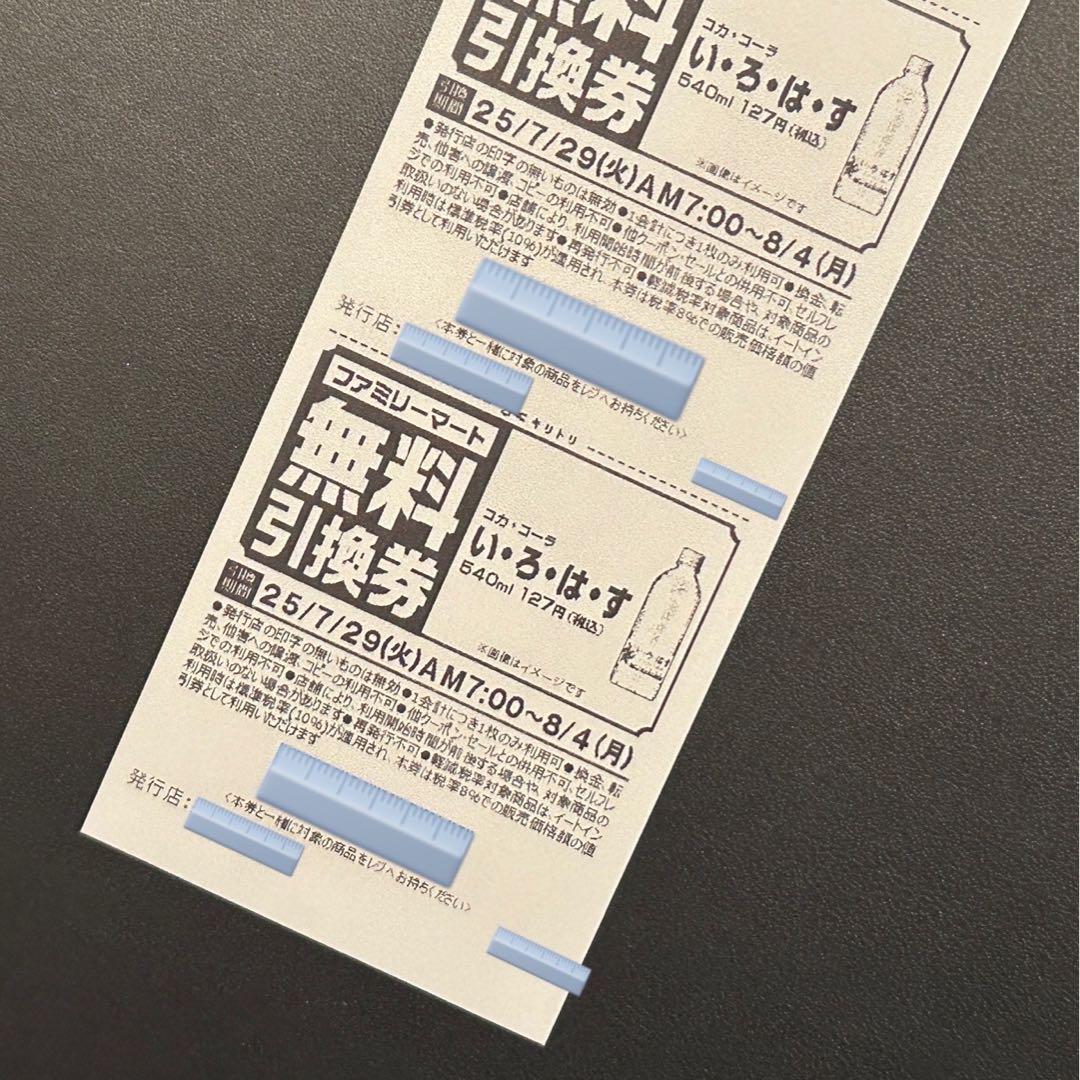 無料
引換券
コカ・コーラ
い・ろ・は・す
540ml 127円(税込)
※画像はイメージです
引換
期間
25/7/29(火)AM7:00~8/4(月)
●発行店の印字の無いものは無効●1会計につき1枚のみ利用可●換金、転
売、他者への譲渡、コピーの利用不可●他クーポン・セールとの併用不可、セルフレ
ジでの利用不可●店舗により、利用開始時間が前後する場合や、対象商品の
取扱いのない場合があります●再発行不可●軽減税率対象商品は、イートイン
利用時は標準税率(10%)が適用され、本券は税率8%での販売価格額の値
引券として利用いただけます
発行店:
<本券と一緒に対象の商品をレジへお持ちください>
キリトリ
ファミリーマート
無料
引換券
コカ・コーラ
い・ろ・は・す
540ml 127円(税込)
※画像はイメージです
引換
期間
25/7/29(火)AM7:00~8/4(月)
●発行店の印字の無いものは無効●1会計につき1枚のみ利用可●換金、転
売、他者への譲渡、コピーの利用不可●他クーポン・セールとの併用不可、セルフレ
ジでの利用不可●店舗により、利用開始時間が前後する場合や、対象商品の
取扱いのない場合があります●再発行不可●軽減税率対象商品は、イートイン
利用時は標準税率(10%)が適用され、本券は税率8%での販売価格額の値
引券として利用いただけます
発行店:
<本券と一緒に対象の商品をレジへお持ちください>